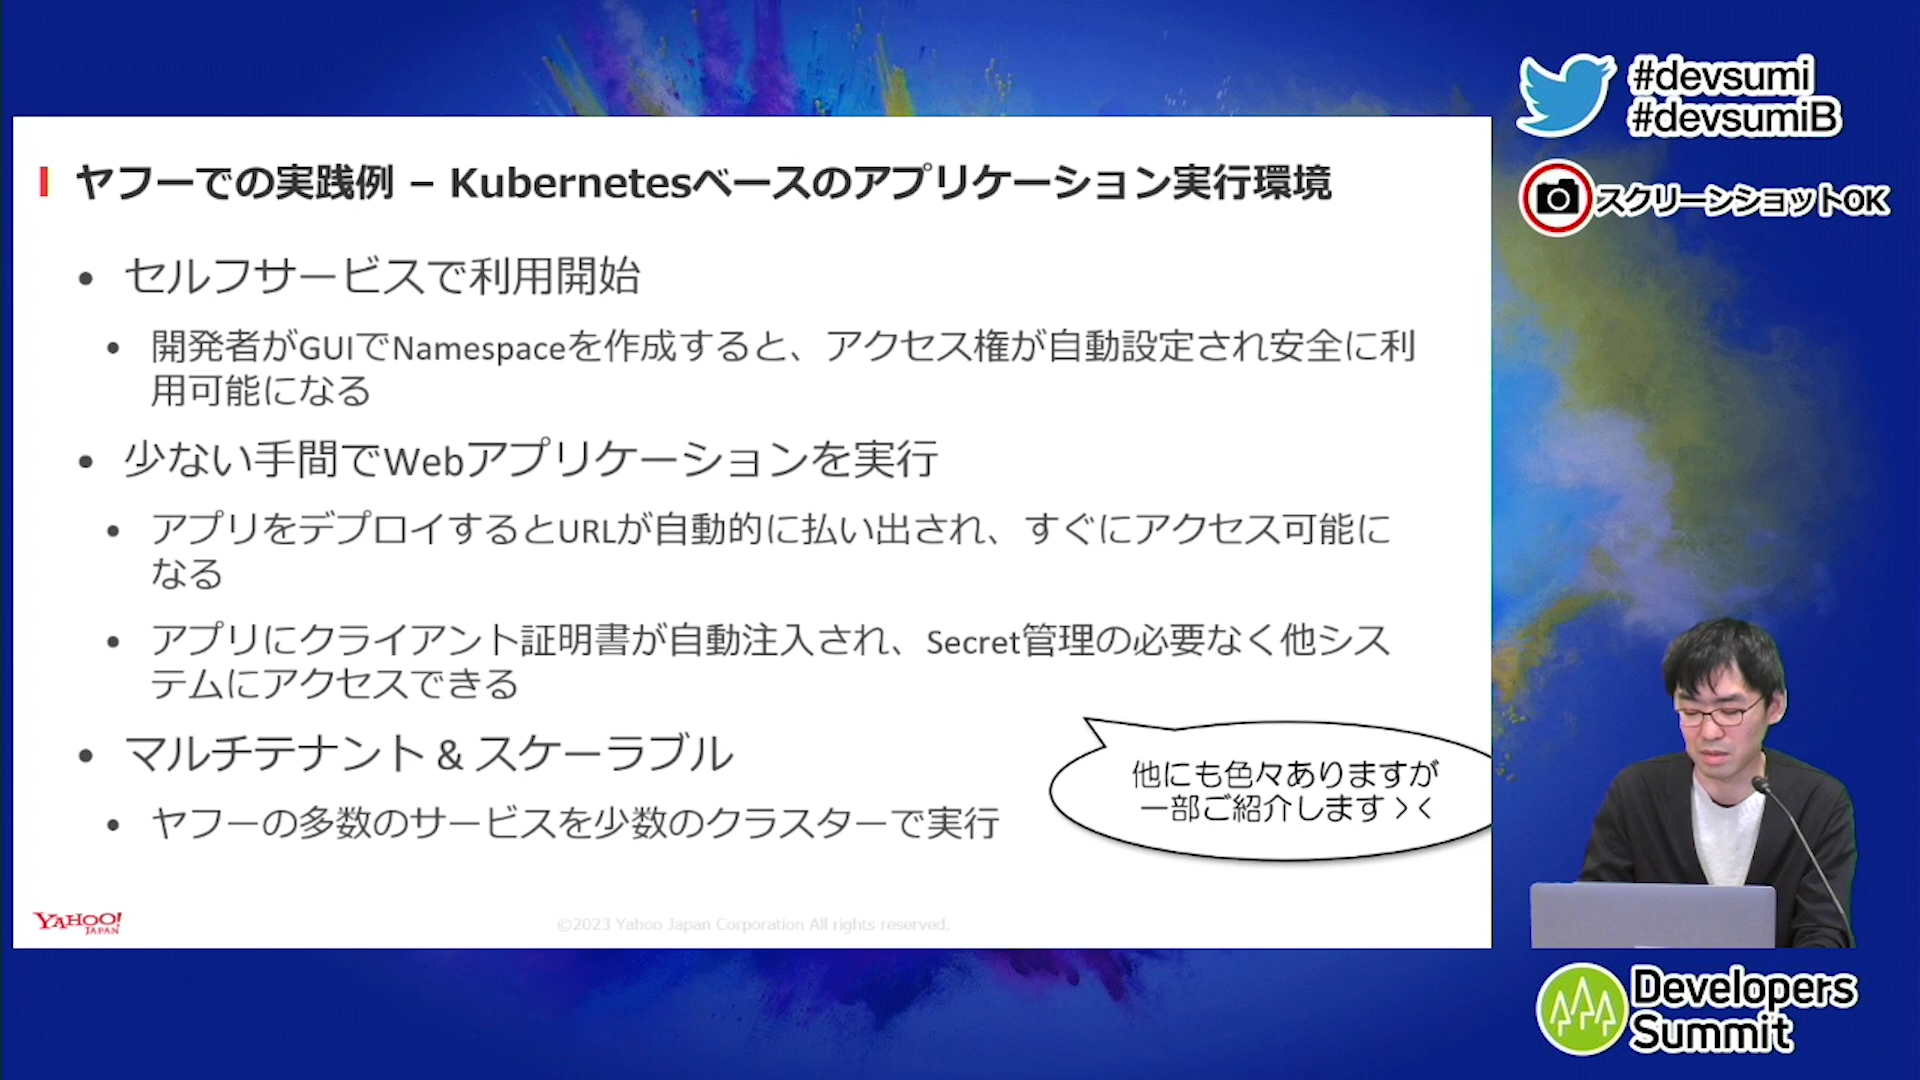 #devsumi
#devsumiB
スクリーンショットOK
ヤフーでの実践例 – Kubernetesベースのアプリケーション実行環境
• セルフサービスで利用開始
• 開発者がGUIでNamespaceを作成すると、アクセス権が自動設定され安全に利
用可能になる
• 少ない手間でWebアプリケーションを実行
• アプリをデプロイするとURLが自動的に払い出され、すぐにアクセス可能に
なる
• アプリにクライアント証明書が自動注入され、Secret管理の必要なく他シス
テムにアクセスできる
• マルチテナント & スケーラブル
• ヤフーの多数のサービスを少数のクラスターで実行
他にも色々ありますが
一部ご紹介します＞＜
YAHOO!
JAPAN
©2023 Yahoo Japan Corporation All rights reserved.
Developers
Summit